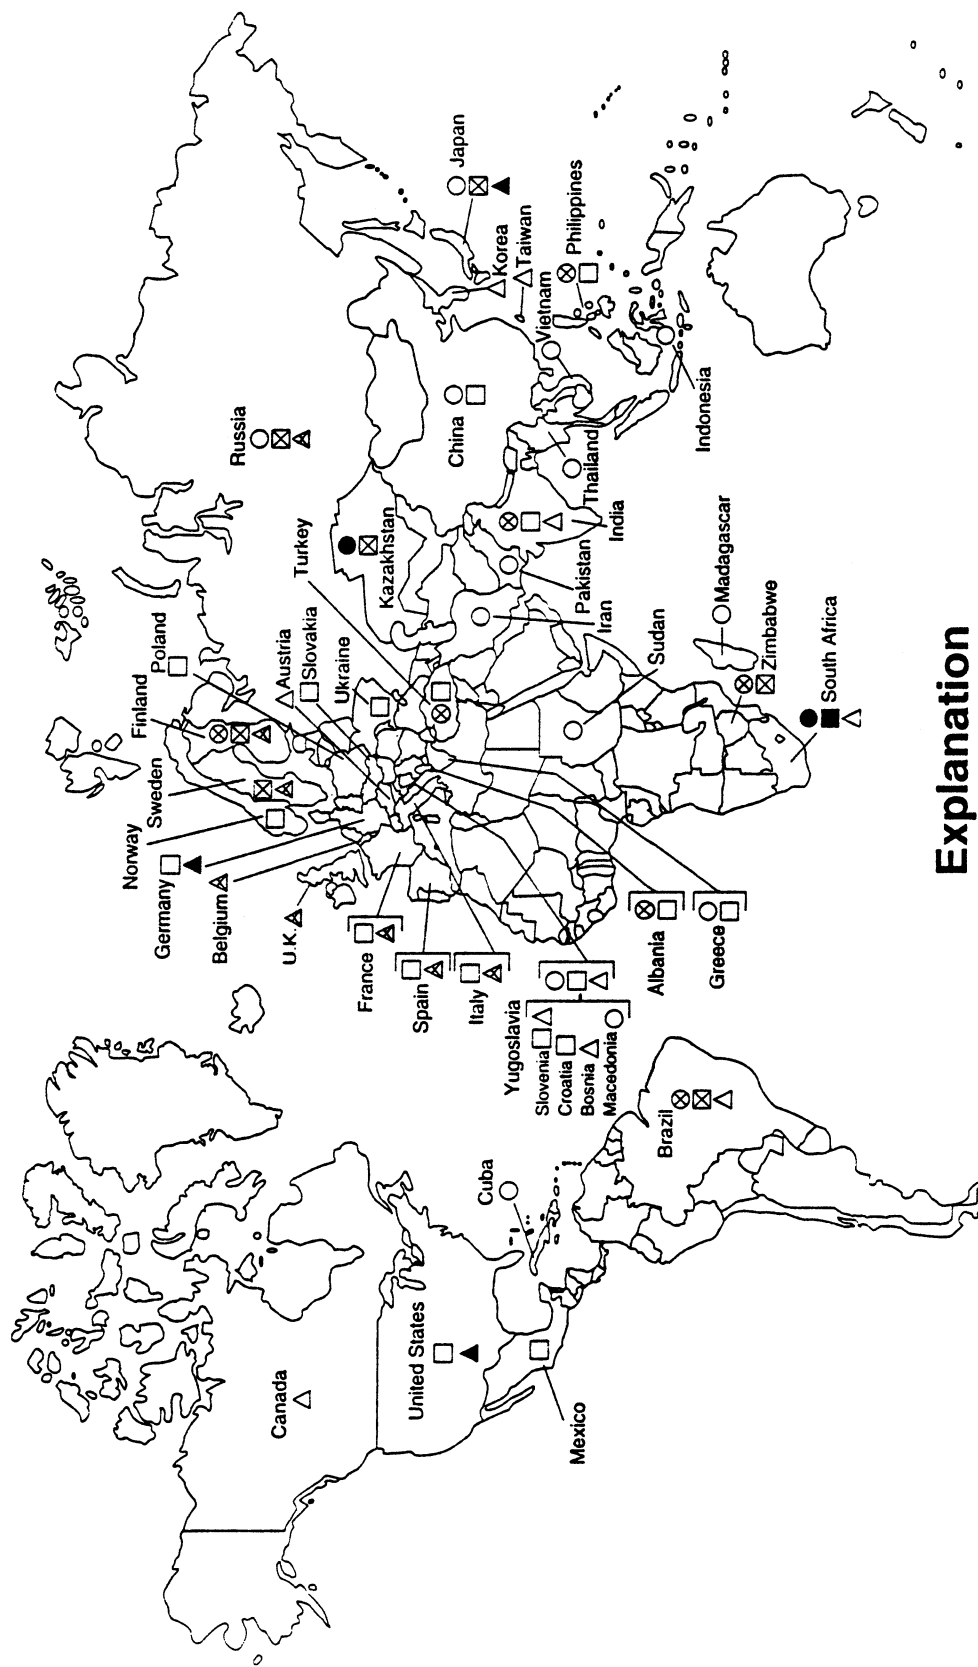 Canada
United States
Mexico
Cuba
Brazil
Norway
Sweden
Finland
Poland
Germany
Belgium
U.K.
France
Spain
Italy
Austria
Slovakia
Ukraine
Turkey
Yugoslavia
Slovenia
Croatia
Bosnia
Macedonia
Albania
Greece
Russia
Kazakhstan
China
Japan
Korea
Taiwan
Vietnam
Philippines
Thailand
India
Pakistan
Iran
Indonesia
Sudan
Madagascar
Zimbabwe
South Africa
Explanation